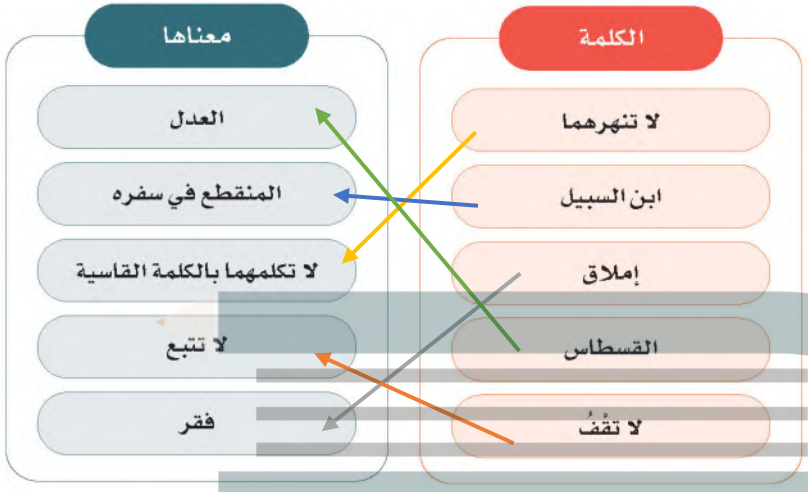 الكلمة
معناها
لا تنهرهما
العدل
ابن السبيل
المنقطع في سفره
إملاق
لا تكلمهما بالكلمة القاسية
القسطاس
لا تتبع
لا تقْفُ
فقر